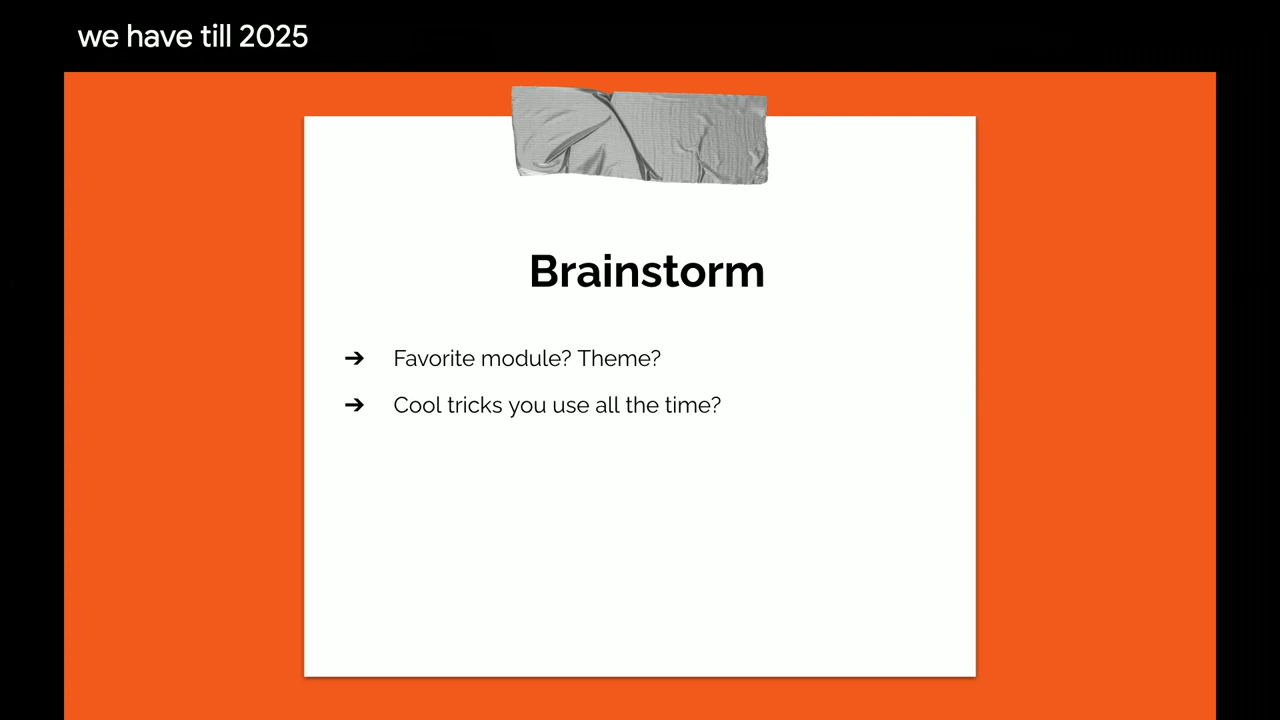 we have till 2025
Brainstorm
➔ Favorite module? Theme?
➔ Cool tricks you use all the time?